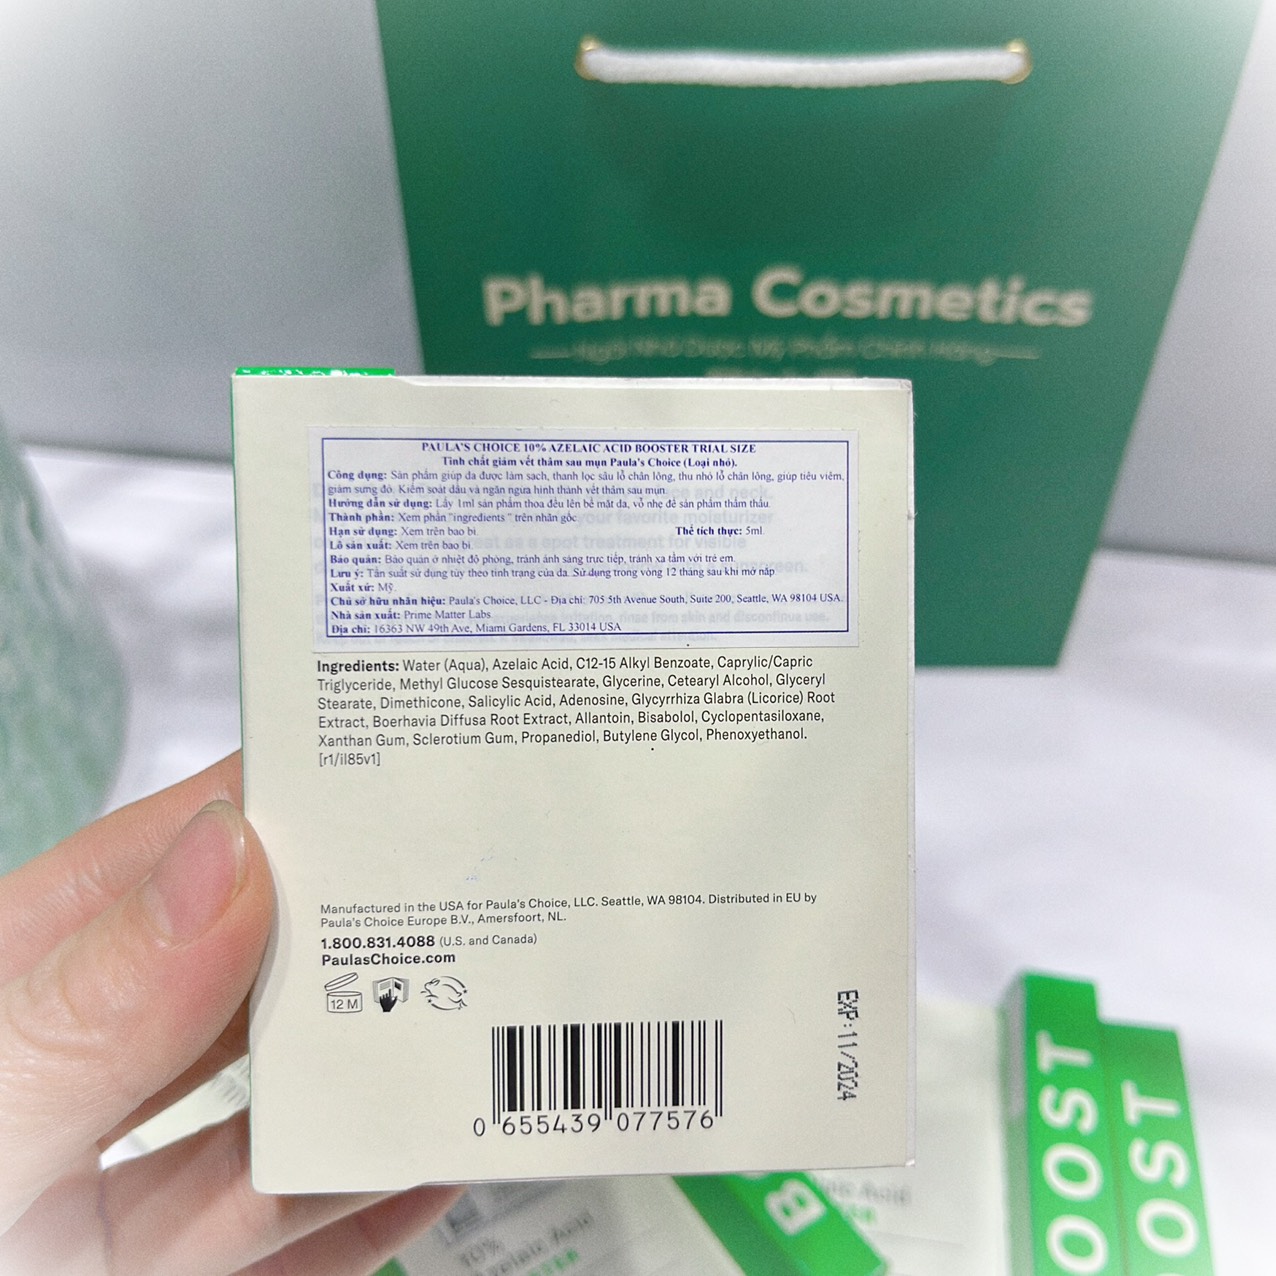 Pharma Cosmetics
PAULA'S CHOICE 10% AZELAIC ACID BOOSTER TRIAL SIZE
Tinh chất giảm vết thâm sau mụn Paula's Choice (Loại nhỏ).
Công dụng: Sản phẩm giúp da được làm sạch, thanh lọc sâu lỗ chân lông, thu nhỏ lỗ chân lông, giúp tiêu viêm,
giảm sưng đỏ. Kiểm soát dầu và ngăn ngừa hình thành vết thâm sau mụn.
Hướng dẫn sử dụng: Lấy 1ml sản phẩm thoa đều lên bề mặt da, vỗ nhẹ để sản phẩm thẩm thấu.
Thành phần: Xem phần "ingredients" trên nhãn gốc
Hạn sử dụng: Xem trên bao bì Thể tích thực: 5ml
Lô sản xuất: Xem trên bao bì
Bảo quản: Bảo quản ở nhiệt độ phòng, tránh ánh sáng trực tiếp, tránh xa tầm với trẻ em
Lưu ý: Tần suất sử dụng tùy theo tình trạng của da. Sử dụng trong vòng 12 tháng sau khi mở nắp
Xuất xứ: Mỹ.
Chủ sở hữu nhãn hiệu: Paula's Choice, LLC - Địa chỉ: 705 5th Avenue South, Suite 200, Seattle, WA 98104 USA.
Nhà sản xuất: Prime Matter Labs
Địa chỉ: 16363 NW 49th Ave, Miami Gardens, FL 33014 USA
Ingredients: Water (Aqua), Azelaic Acid, C12-15 Alkyl Benzoate, Caprylic/Capric
Triglyceride, Methyl Glucose Sesquistearate, Glycerine, Cetearyl Alcohol, Glyceryl
Stearate, Dimethicone, Salicylic Acid, Adenosine, Glycyrrhiza Glabra (Licorice) Root
Extract, Boerhavia Diffusa Root Extract, Allantoin, Bisabolol, Cyclopentasiloxane,
Xanthan Gum, Sclerotium Gum, Propanediol, Butylene Glycol, Phenoxyethanol.
[r1/il85v1]
Manufactured in the USA for Paula's Choice, LLC. Seattle, WA 98104. Distributed in EU by
Paula's Choice Europe B.V., Amersfoort, NL.
1.800.831.4088 (U.S. and Canada)
PaulasChoice.com
12 M
EXP:11/2024
0 655439 077576
OOST
OST
B
10%